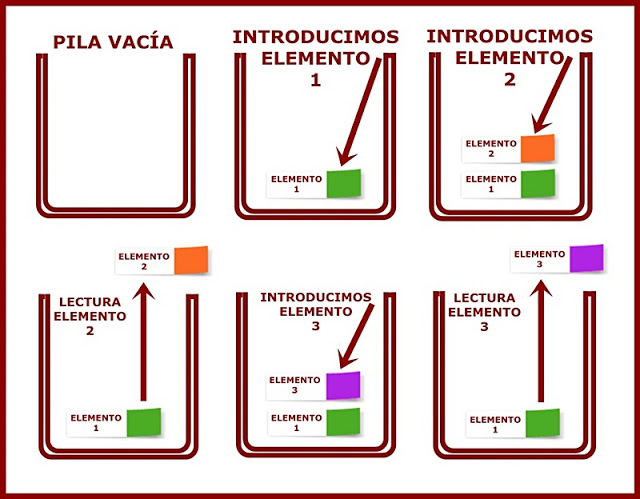 PILA VACÍA
INTRODUCIMOS
ELEMENTO
1
ELEMENTO
1
INTRODUCIMOS
ELEMENTO
2
ELEMENTO
2
ELEMENTO
1
ELEMENTO
2
LECTURA
ELEMENTO
2
ELEMENTO
1
INTRODUCIMOS
ELEMENTO
3
ELEMENTO
3
ELEMENTO
1
ELEMENTO
3
LECTURA
ELEMENTO
3
ELEMENTO
1